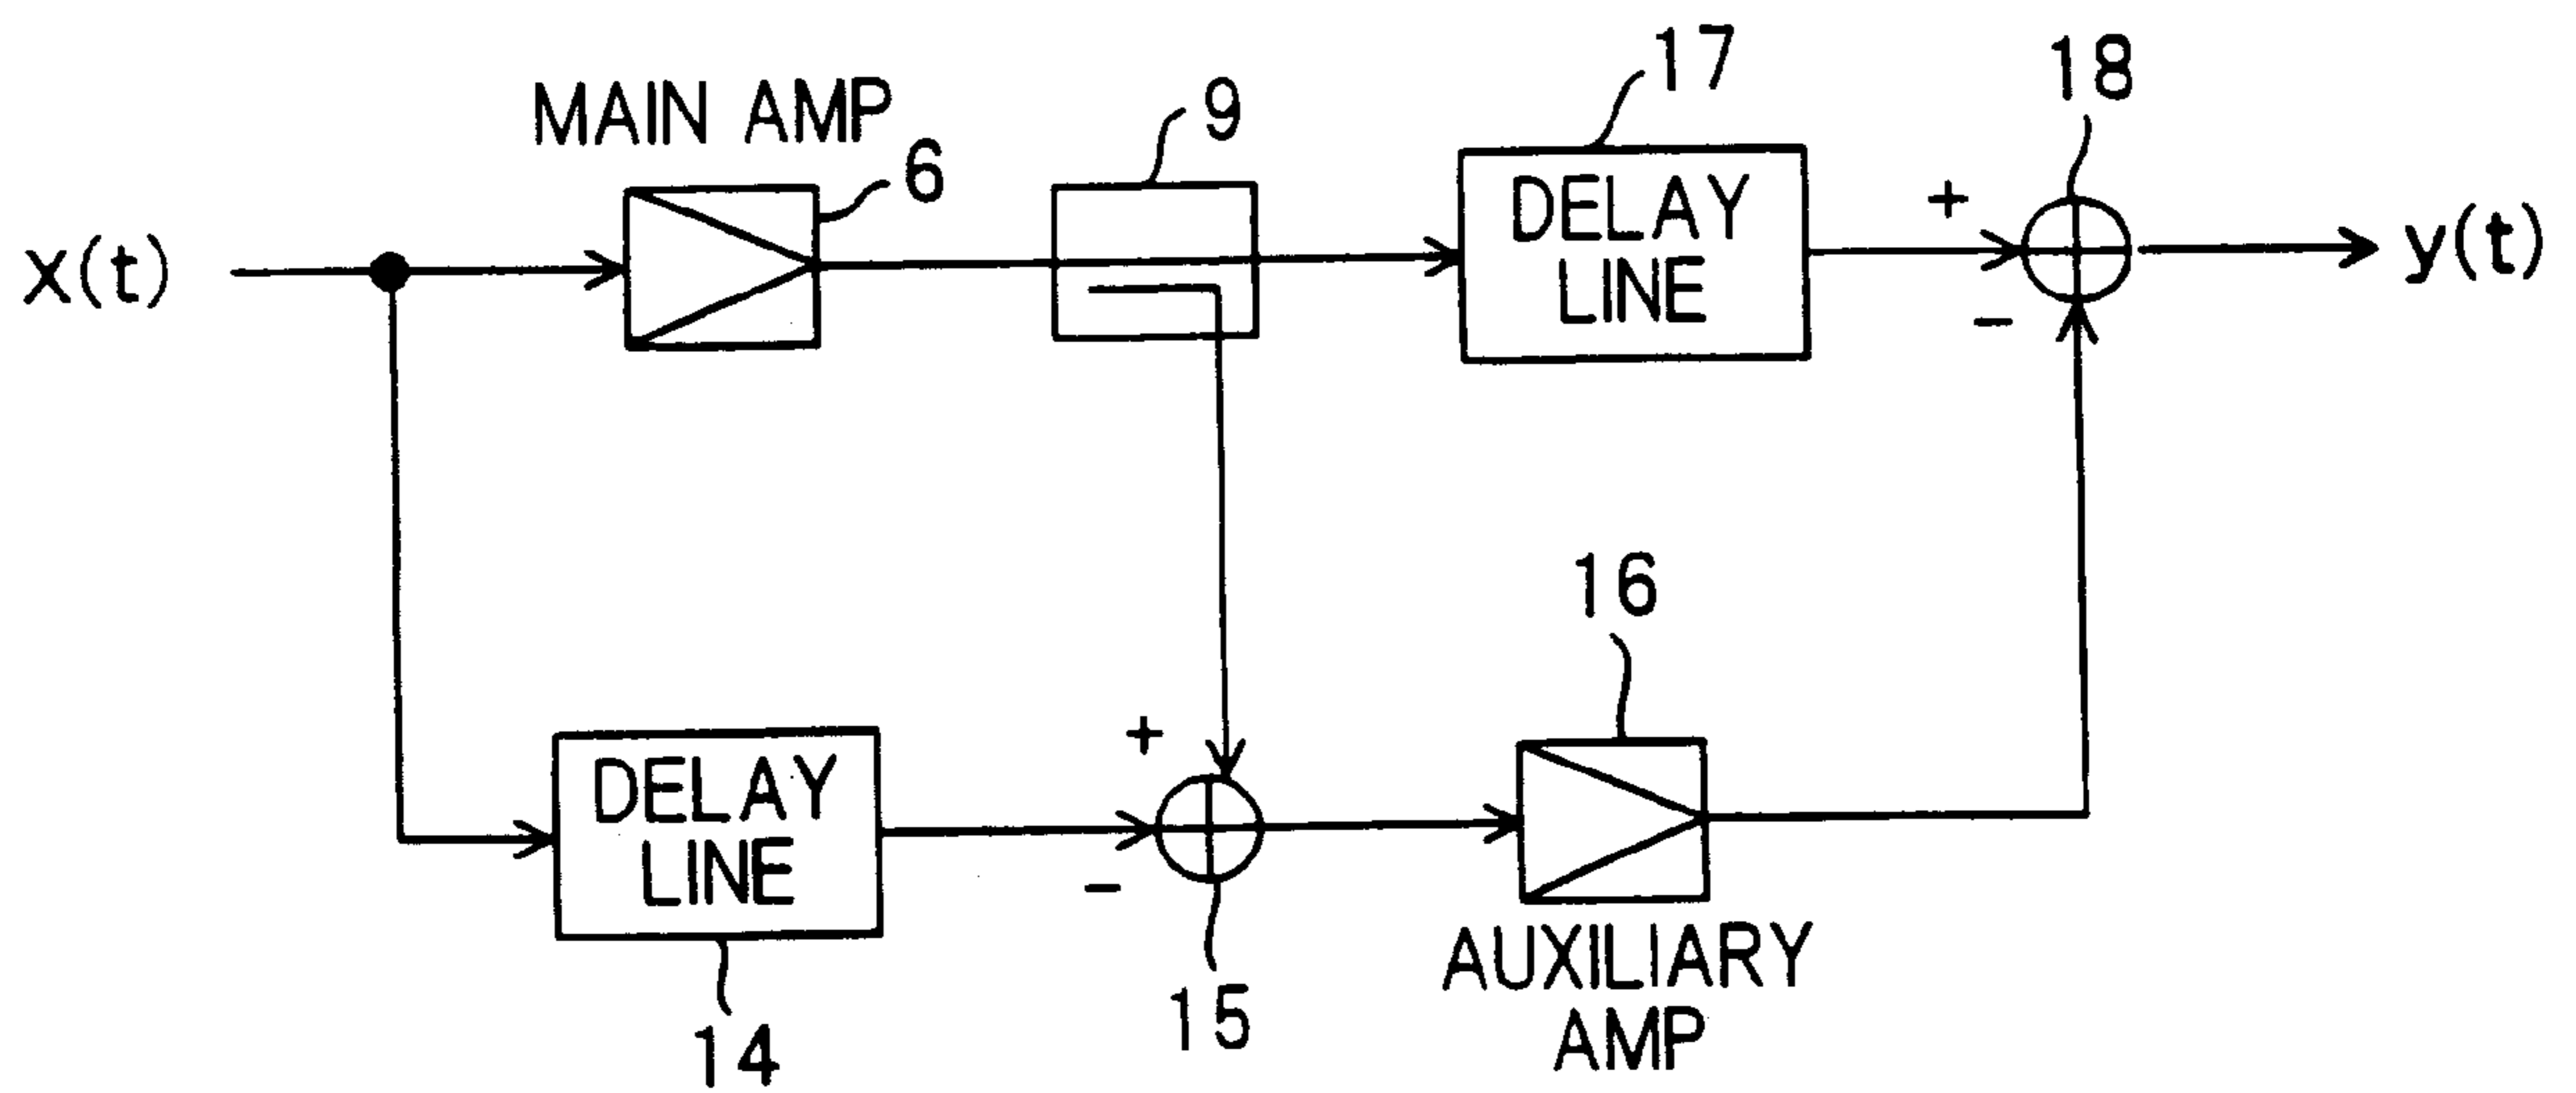 MAIN AMP
6
9
17
18
x(t)
DELAY
LINE
+
-
y(t)
16
DELAY
LINE
+
-
14
15
AUXILIARY
AMP